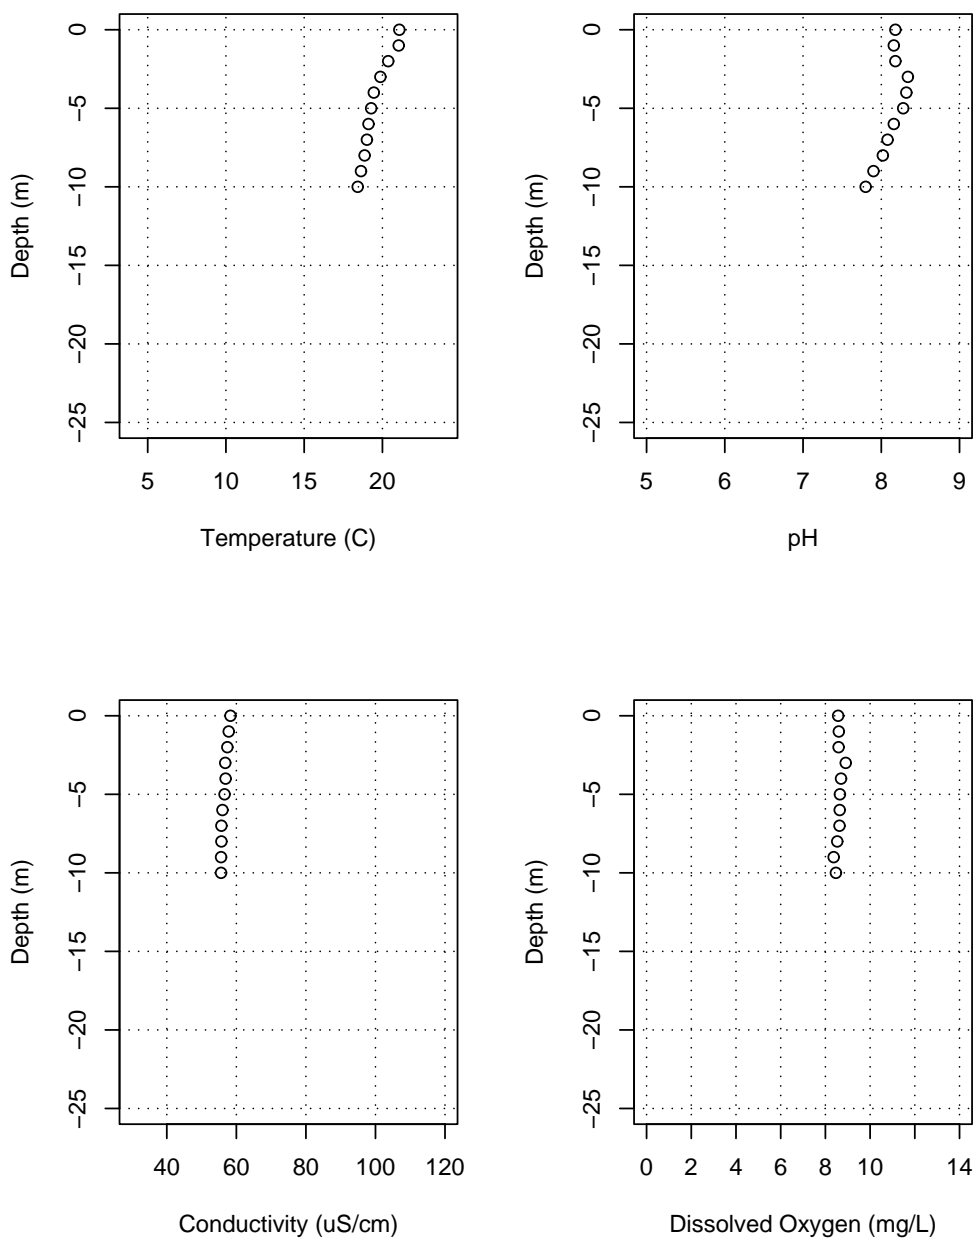 0
−5
−10
−15
−20
−25
Depth (m)
5 10 15 20
Temperature (C)
0
−5
−10
−15
−20
−25
Depth (m)
5 6 7 8 9
pH
0
−5
−10
−15
−20
−25
Depth (m)
40 60 80 100 120
Conductivity (uS/cm)
0
−5
−10
−15
−20
−25
Depth (m)
0 2 4 6 8 10 14
Dissolved Oxygen (mg/L)